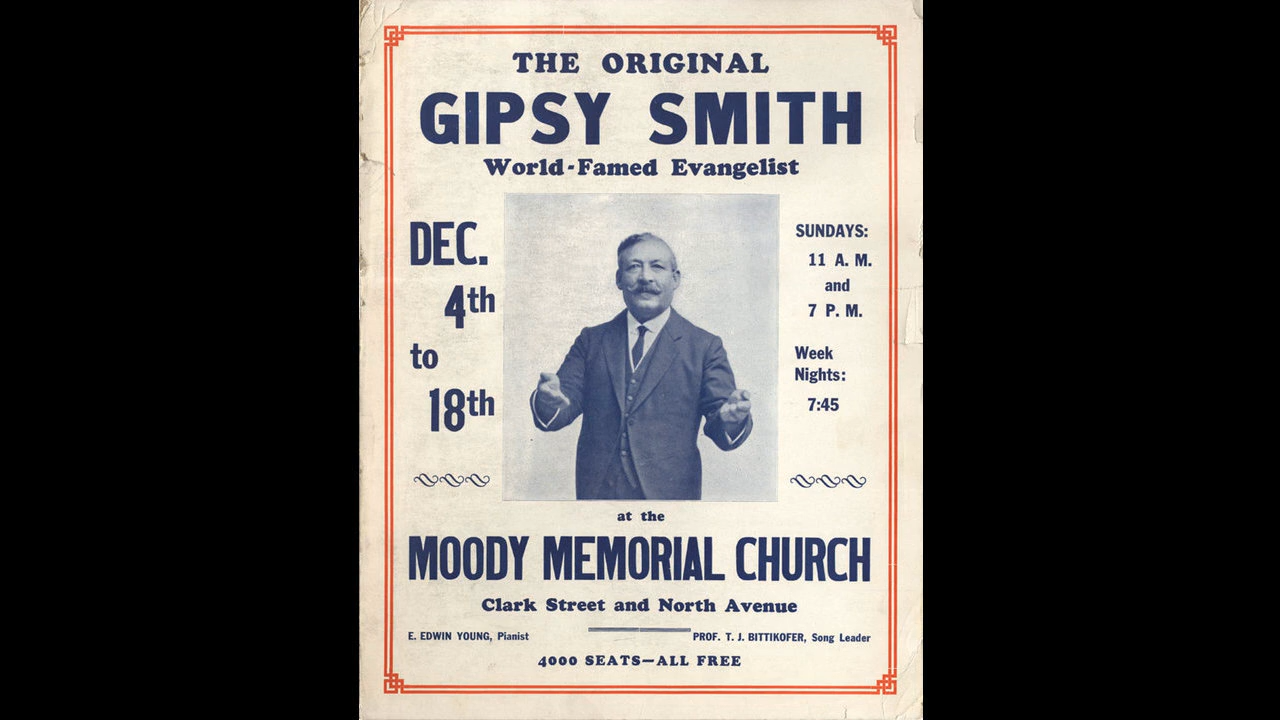 THE ORIGINAL
GIPSY SMITH
World-Famed Evangelist
DEC.
4th
to
18th
SUNDAYS:
11 A. M.
and
7 P. M.
Week
Nights:
7:45
at the
MOODY MEMORIAL CHURCH
Clark Street and North Avenue
E. EDWIN YOUNG, Pianist
PROF. T. J. BITTIKOFER, Song Leader
4000 SEATS—ALL FREE